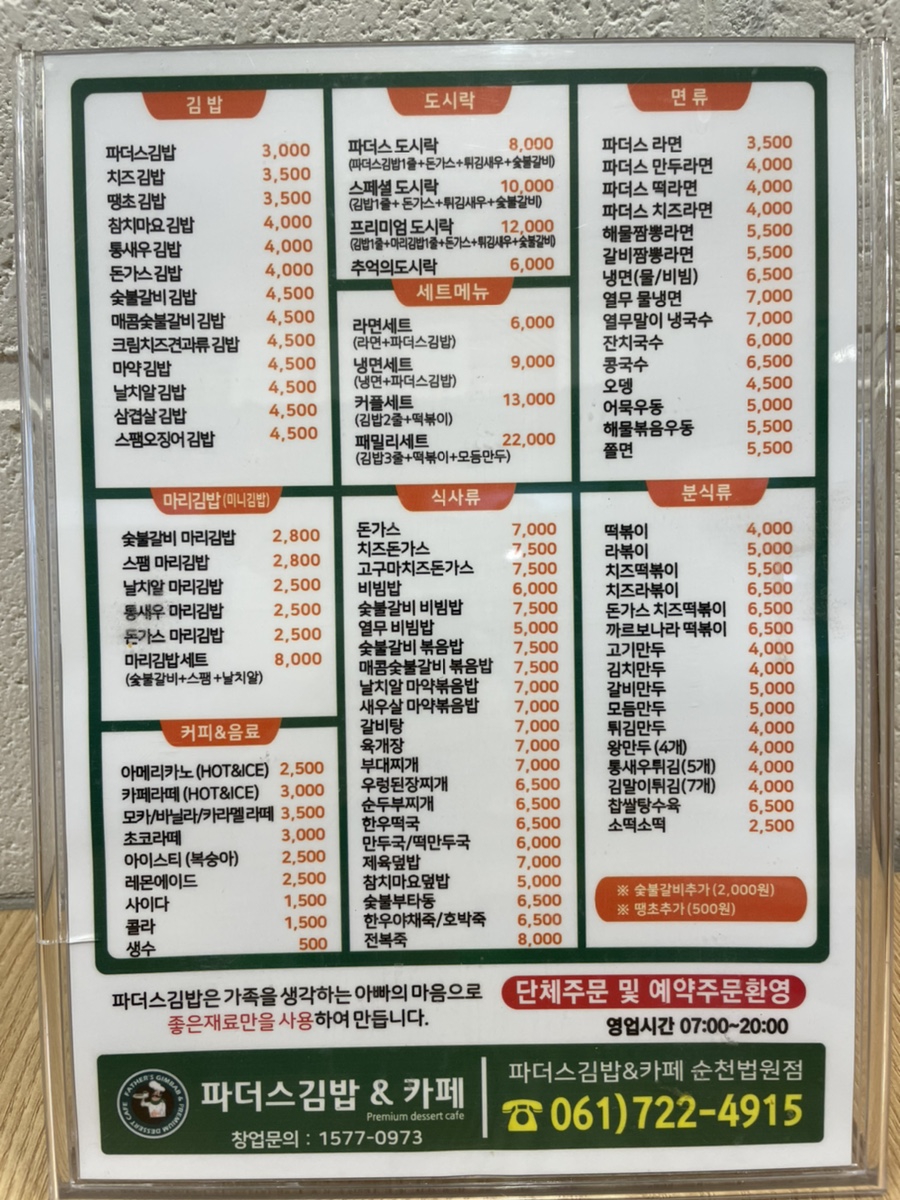 김밥
파더스김밥 3,000
치즈김밥 3,500
땡초김밥 3,500
참치마요김밥 4,000
통새우김밥 4,000
돈가스김밥 4,000
숯불갈비김밥 4,500
매콤숯불갈비김밥 4,500
크림치즈견과류김밥 4,500
마약김밥 4,500
날치알김밥 4,500
삼겹살김밥 4,500
스팸오징어김밥 4,500
마리김밥(미니김밥)
숯불갈비 마리김밥 2,800
스팸 마리김밥 2,800
날치알 마리김밥 2,500
통새우 마리김밥 2,500
돈가스 마리김밥 2,500
마리김밥세트 8,000
(숯불갈비+스팸+날치알)
커피&음료
아메리카노(HOT&ICE) 2,500
카페라떼(HOT&ICE) 3,000
모카/바닐라/카라멜라떼 3,500
초코라떼 3,000
아이스티(복숭아) 2,500
레몬에이드 2,500
사이다 1,500
콜라 1,500
생수 500
도시락
파더스 도시락 8,000
(파더스김밥1줄+돈가스+튀김새우+숯불갈비)
스페셜 도시락 10,000
(김밥1줄+돈가스+튀김새우+숯불갈비)
프리미엄 도시락 12,000
(김밥1줄+마리김밥1줄+돈가스+튀김새우+숯불갈비)
추억의도시락 6,000
세트메뉴
라면세트 6,000
(라면+파더스김밥)
냉면세트 9,000
(냉면+파더스김밥)
커플세트 13,000
(김밥2줄+떡볶이)
패밀리세트 22,000
(김밥3줄+떡볶이+모듬만두)
식사류
돈가스 7,000
치즈돈가스 7,500
고구마치즈돈가스 7,500
비빔밥 6,000
숯불갈비 비빔밥 7,500
열무 비빔밥 5,000
숯불갈비 볶음밥 7,500
매콤숯불갈비 볶음밥 7,500
날치알 마약볶음밥 7,000
새우살 마약볶음밥 7,000
갈비탕 7,000
육개장 7,000
부대찌개 7,000
우렁된장찌개 6,500
순두부찌개 6,500
한우떡국 6,500
만두국/떡만두국 6,000
제육덮밥 7,000
참치마요덮밥 5,000
숯불부타동 6,500
한우야채죽/호박죽 6,500
전복죽 8,000
면류
파더스 라면 3,500
파더스 만두라면 4,000
파더스 떡라면 4,000
파더스 치즈라면 4,000
해물짬뽕라면 5,500
갈비짬뽕라면 5,500
냉면(물/비빔) 6,500
열무 물냉면 7,000
열무말이 냉국수 7,000
잔치국수 6,000
콩국수 6,500
오뎅 4,500
어묵우동 5,000
해물볶음우동 5,500
쫄면 5,500
분식류
떡볶이 4,000
라볶이 5,000
치즈떡볶이 5,500
치즈라볶이 6,500
돈가스 치즈떡볶이 6,500
까르보나라 떡볶이 6,500
고기만두 4,000
김치만두 4,000
갈비만두 5,000
모듬만두 5,000
튀김만두 4,000
왕만두(4개) 4,000
통새우튀김(5개) 4,000
김말이튀김(7개) 4,000
찹쌀탕수육 6,500
소떡소떡 2,500
※ 숯불갈비추가(2,000원)
※ 땡초추가(500원)
파더스김밥은 가족을 생각하는 아빠의 마음으로
좋은재료만을 사용하여 만듭니다.
단체주문 및 예약주문환영
영업시간 07:00~20:00
FATHER'S GIMBAB & PREMIUM DESSERT CAFE
파더스김밥 & 카페
Premium dessert cafe
창업문의 : 1577-0973
파더스김밥&카페 순천법원점
☎ 061)722-4915